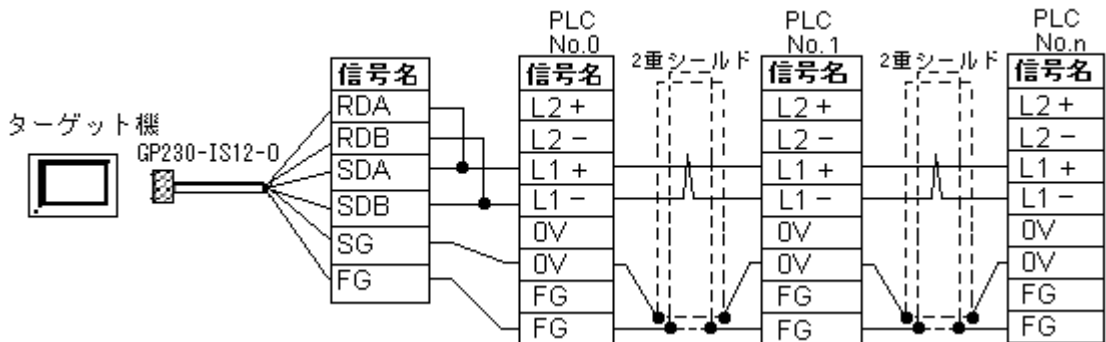 ターゲット機
GP230-IS12-O
信号名
RDA
RDB
SDA
SDB
SG
FG
PLC
No.0
信号名
L2+
L2-
L1+
L1-
0V
0V
FG
FG
2重シールド
PLC
No.1
信号名
L2+
L2-
L1+
L1-
0V
0V
FG
FG
2重シールド
PLC
No.n
信号名
L2+
L2-
L1+
L1-
0V
0V
FG
FG